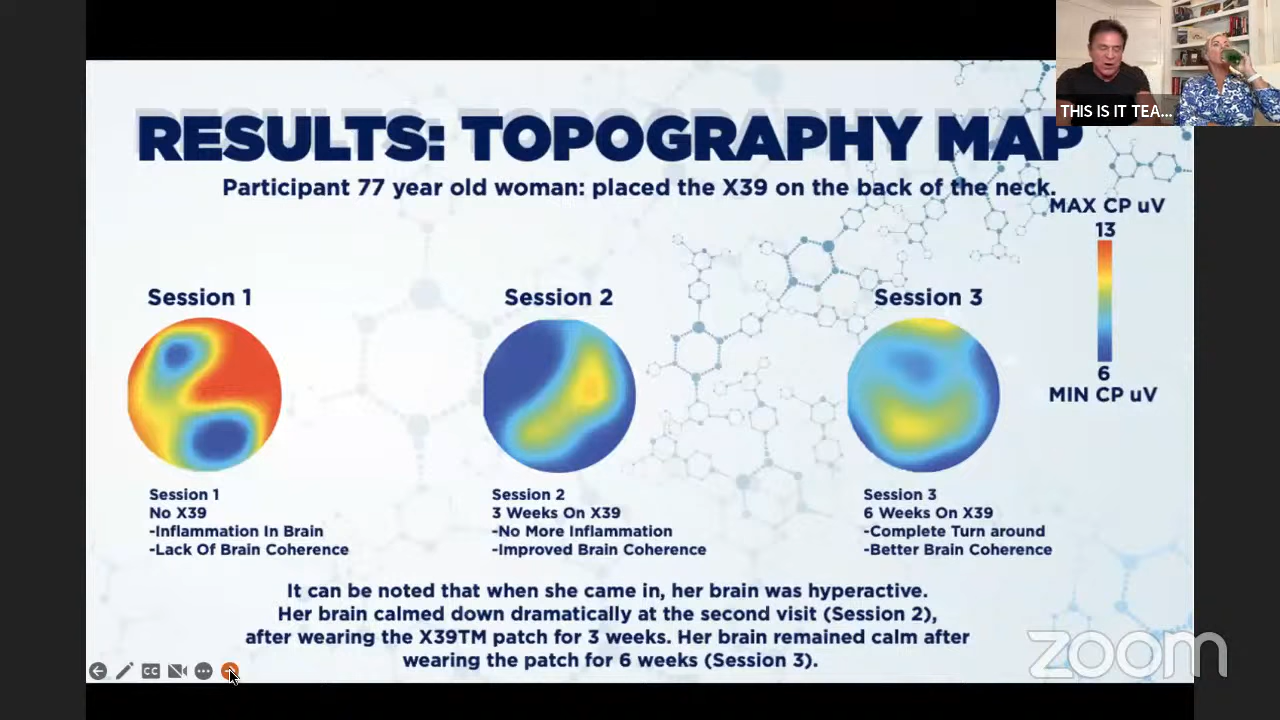 THIS IS IT TEA...
RESULTS: TOPOGRAPHY MAP
Participant 77 year old woman: placed the X39 on the back of the neck.
MAX CP uV
13
6
MIN CP uV
Session 1
Session 2
Session 3
Session 1
No X39
-Inflammation In Brain
-Lack Of Brain Coherence
Session 2
3 Weeks On X39
-No More Inflammation
-Improved Brain Coherence
Session 3
6 Weeks On X39
-Complete Turn around
-Better Brain Coherence
It can be noted that when she came in, her brain was hyperactive.
Her brain calmed down dramatically at the second visit (Session 2),
after wearing the X39TM patch for 3 weeks. Her brain remained calm after
wearing the patch for 6 weeks (Session 3).
CC
zoom